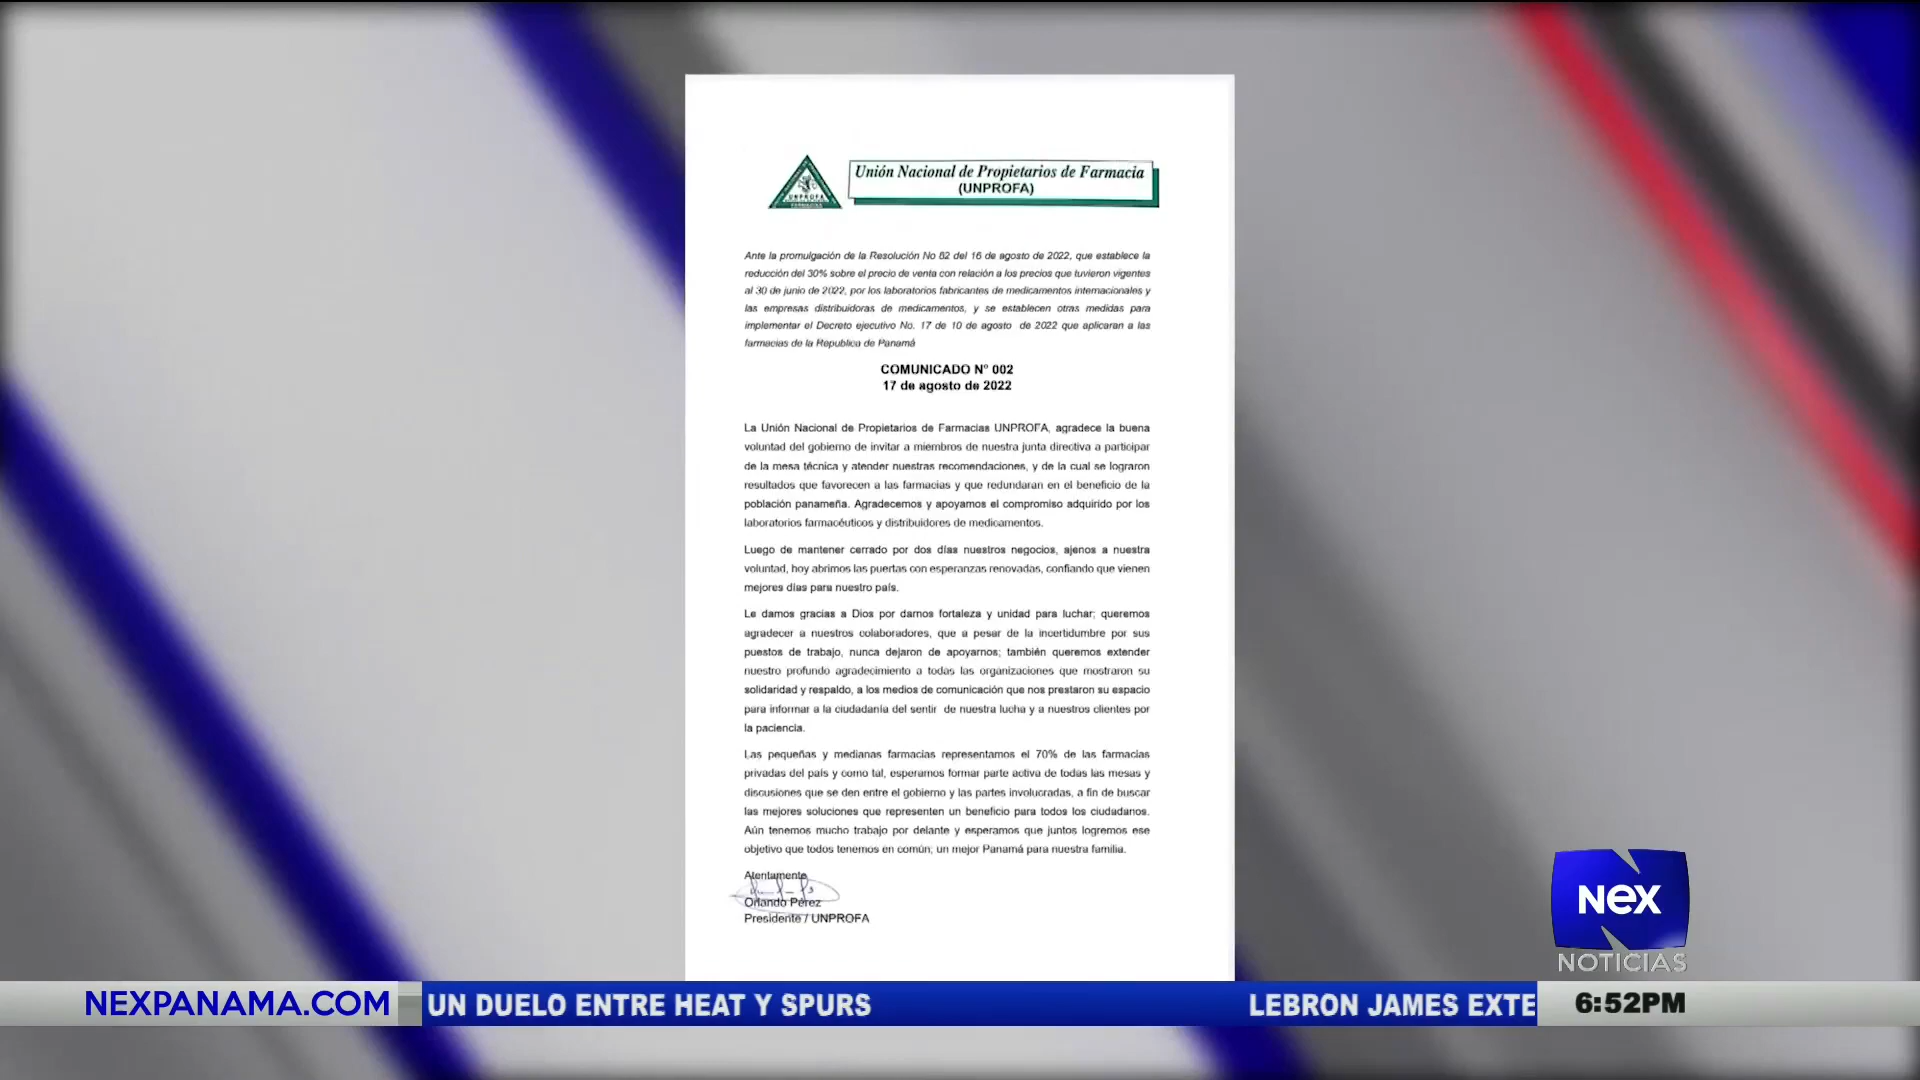 Unión Nacional de Propietarios de Farmacia
(UNPROFA)
UNPROFA
Ante la promulgación de la Resolución No 82 del 16 de agosto de 2022, que establece la
reducción del 30% sobre el precio de venta con relación a los precios que tuvieron vigentes
al 30 de junio de 2022, por los laboratorios fabricantes de medicamentos internacionales y
las empresas distribuidoras de medicamentos, y se establecen otras medidas para
implementar el Decreto ejecutivo No. 17 de 10 de agosto de 2022 que aplicaran a las
farmacias de la Republica de Panamá
COMUNICADO N° 002
17 de agosto de 2022
La Unión Nacional de Propietarios de Farmacias UNPROFA, agradece la buena
voluntad del gobierno de invitar a miembros de nuestra junta directiva a participar
de la mesa técnica y atender nuestras recomendaciones, y de la cual se lograron
resultados que favorecen a las farmacias y que redundaran en el beneficio de la
población panameña. Agradecemos y apoyamos el compromiso adquirido por los
laboratorios farmacéuticos y distribuidores de medicamentos.
Luego de mantener cerrado por dos días nuestros negocios, ajenos a nuestra
voluntad, hoy abrimos las puertas con esperanzas renovadas, confiando que vienen
mejores días para nuestro país.
Le damos gracias a Dios por darnos fortaleza y unidad para luchar; queremos
agradecer a nuestros colaboradores, que a pesar de la incertidumbre por sus
puestos de trabajo, nunca dejaron de apoyarnos; también queremos extender
nuestro profundo agradecimiento a todas las organizaciones que mostraron su
solidaridad y respaldo, a los medios de comunicación que nos prestaron su espacio
para informar a la ciudadanía del sentir de nuestra lucha y a nuestros clientes por
la paciencia.
Las pequeñas y medianas farmacias representamos el 70% de las farmacias
privadas del país y como tal, esperamos formar parte activa de todas las mesas y
discusiones que se den entre el gobierno y las partes involucradas, a fin de buscar
las mejores soluciones que representen un beneficio para todos los ciudadanos.
Aún tenemos mucho trabajo por delante y esperamos que juntos logremos ese
objetivo que todos tenemos en común; un mejor Panamá para nuestra familia.
Atentamente
Orlando Pérez
Presidente / UNPROFA
NEX
NOTICIAS
NEXPANAMA.COM
UN DUELO ENTRE HEAT Y SPURS
LEBRON JAMES EXTE
6:52PM